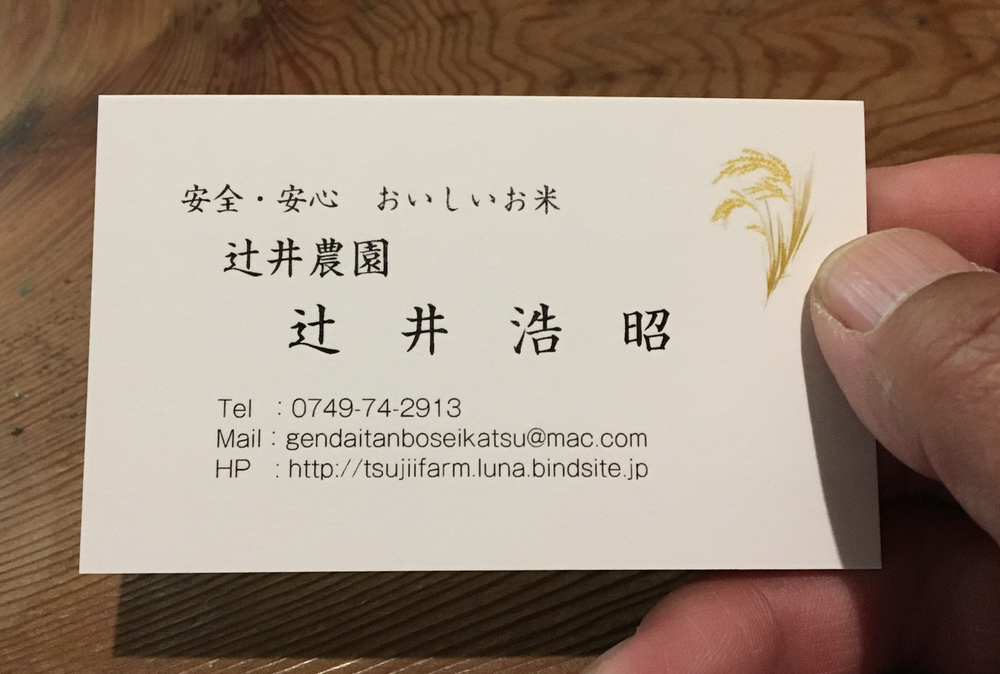 安全・安心　おいしいお米
辻井農園
辻 井 浩 昭
Tel : 0749-74-2913
Mail : gendaitanboseikatsu@mac.com
HP : http://tsujiifarm.luna.bindsite.jp